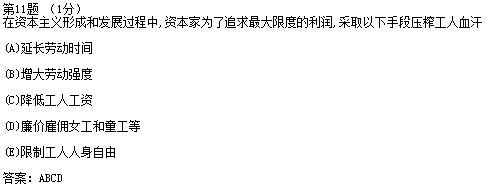 第11题 （1分）
在资本主义形成和发展过程中,资本家为了追求最大限度的利润,采取以下手段压榨工人血汗
(A)延长劳动时间
(B)增大劳动强度
(C)降低工人工资
(D)廉价雇佣女工和童工等
(E)限制工人人身自由
答案：ABCD